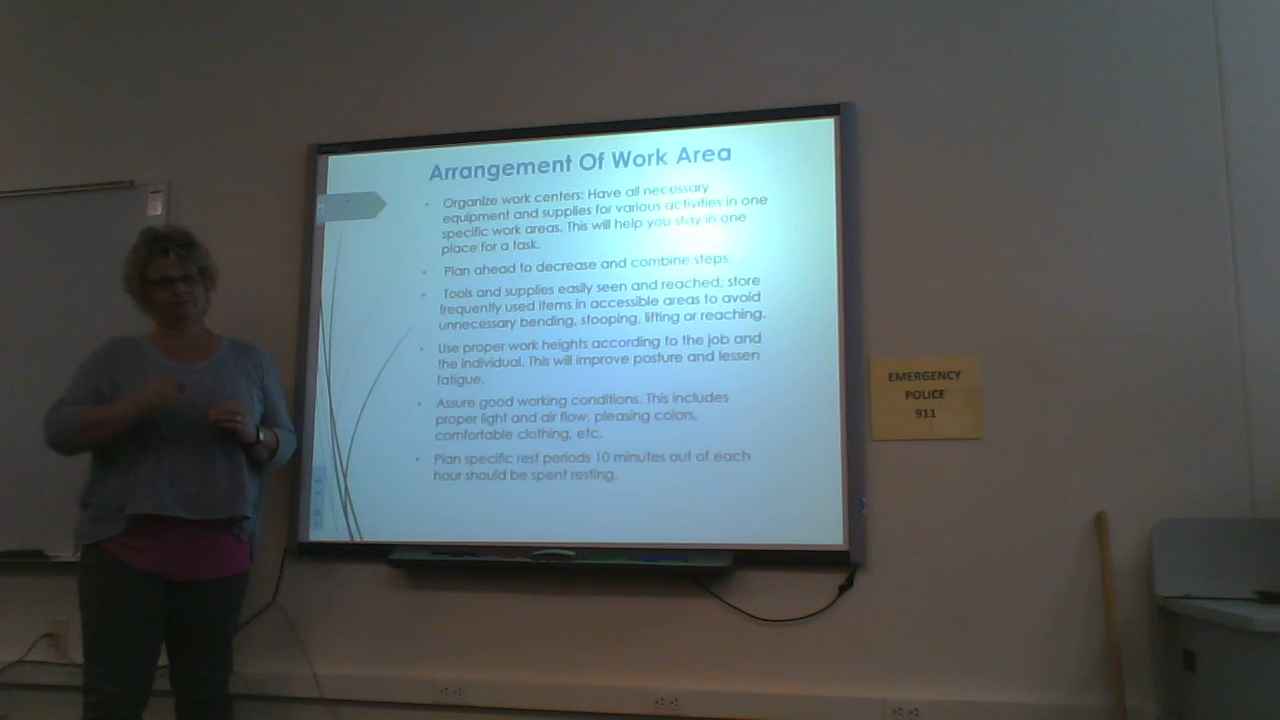 Arrangement Of Work Area
• Organize work centers: Have all necessary
equipment and supplies for various activities in one
specific work areas. This will help you stay in one
place for a task.
• Plan ahead to decrease and combine steps.
• Tools and supplies easily seen and reached; store
frequently used items in accessible areas to avoid
unnecessary bending, stooping, lifting or reaching.
• Use proper work heights according to the job and
the individual. This will improve posture and lessen
fatigue.
• Assure good working conditions. This includes
proper light and air flow, pleasing colors,
comfortable clothing, etc.
• Plan specific rest periods 10 minutes out of each
hour should be spent resting.
EMERGENCY
POLICE
911